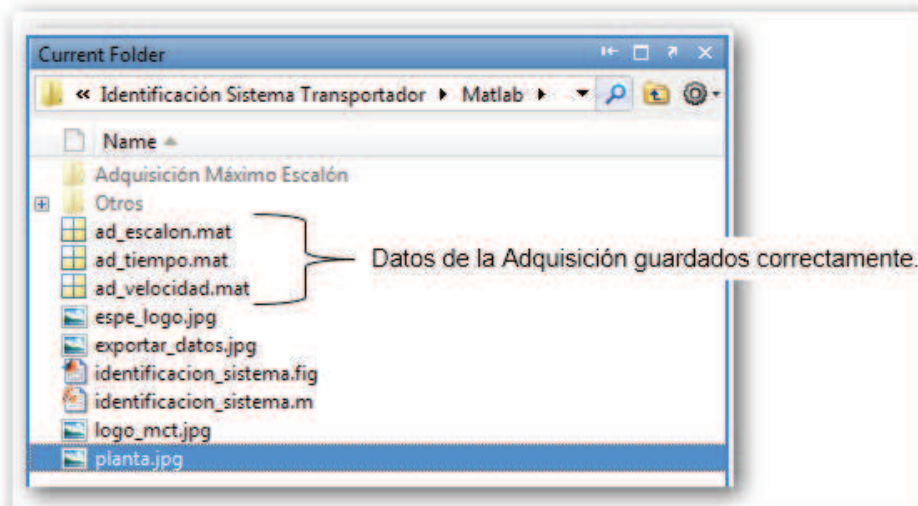 Current Folder
« Identificación Sistema Transportador ▸ Matlab ▸
Name
Adquisición Máximo Escalón
Otros
ad_escalon.mat
ad_tiempo.mat
ad_velocidad.mat
Datos de la Adquisición guardados correctamente.
espe_logo.jpg
exportar_datos.jpg
identificacion_sistema.fig
identificacion_sistema.m
logo_mct.jpg
planta.jpg